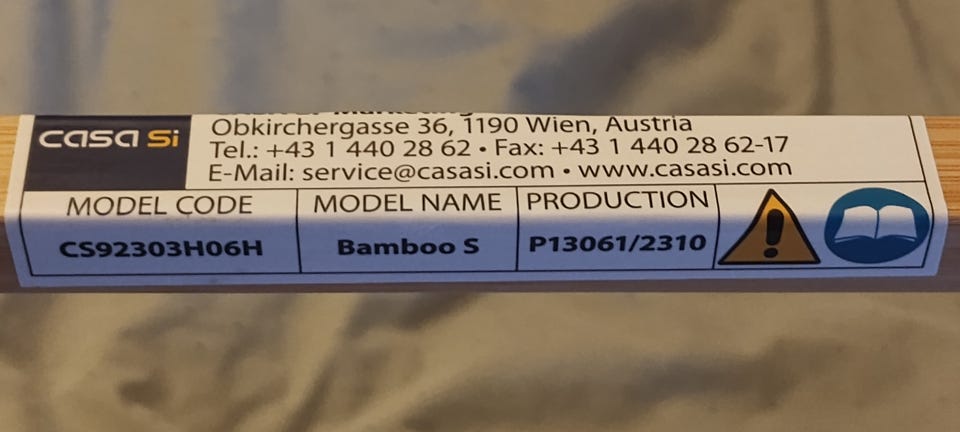 casa si
Obkirchergasse 36, 1190 Wien, Austria
Tel.: +43 1 440 28 62 • Fax: +43 1 440 28 62-17
E-Mail: service@casasi.com • www.casasi.com
MODEL CODE MODEL NAME PRODUCTION
CS92303H06H Bamboo S P13061/2310